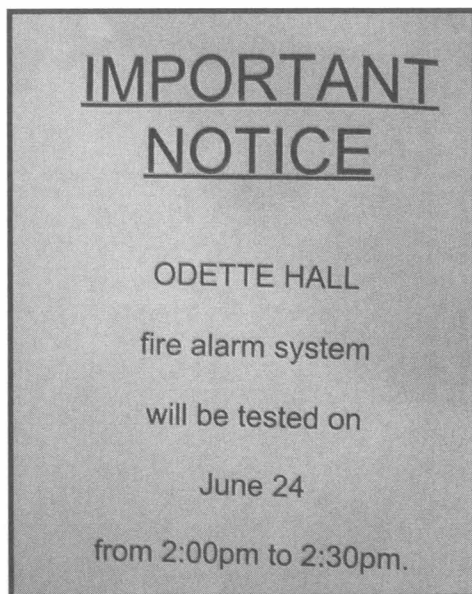 IMPORTANT
NOTICE
ODETTE HALL
fire alarm system
will be tested on
June 24
from 2:00pm to 2:30pm.